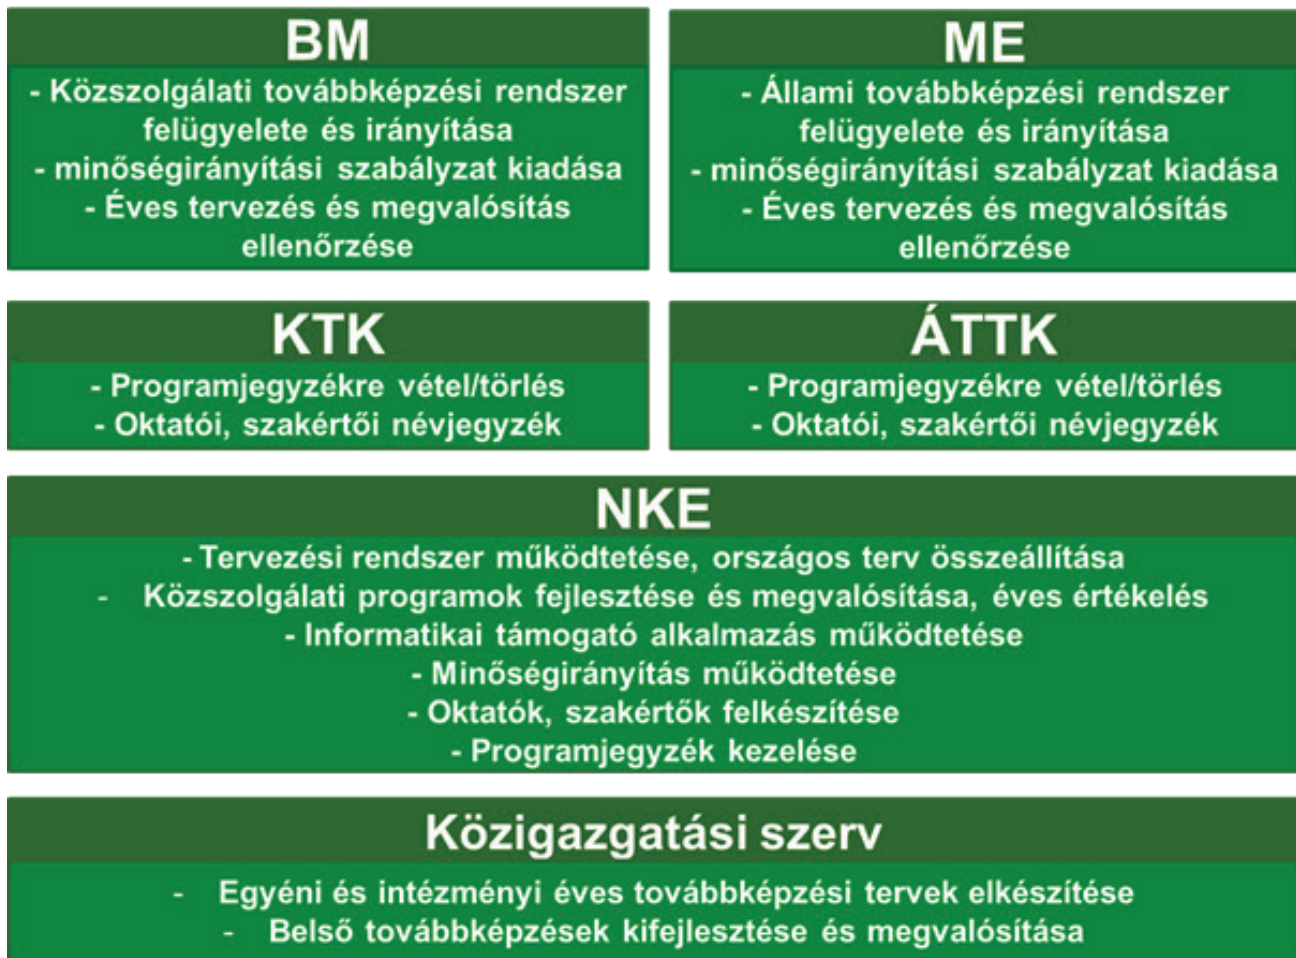 BM
- Közszolgálati továbbképzési rendszer
felügyelete és irányítása
- minőségirányítási szabályzat kiadása
- Éves tervezés és megvalósítás
ellenőrzése
ME
- Állami továbbképzési rendszer
felügyelete és irányítása
- minőségirányítási szabályzat kiadása
- Éves tervezés és megvalósítás
ellenőrzése
KTK
- Programjegyzékre vétel/törlés
- Oktatói, szakértői névjegyzék
ÁTTK
- Programjegyzékre vétel/törlés
- Oktatói, szakértői névjegyzék
NKE
- Tervezési rendszer működtetése, országos terv összeállítása
- Közszolgálati programok fejlesztése és megvalósítása, éves értékelés
- Informatikai támogató alkalmazás működtetése
- Minőségirányítás működtetése
- Oktatók, szakértők felkészítése
- Programjegyzék kezelése
Közigazgatási szerv
- Egyéni és intézményi éves továbbképzési tervek elkészítése
- Belső továbbképzések kifejlesztése és megvalósítása